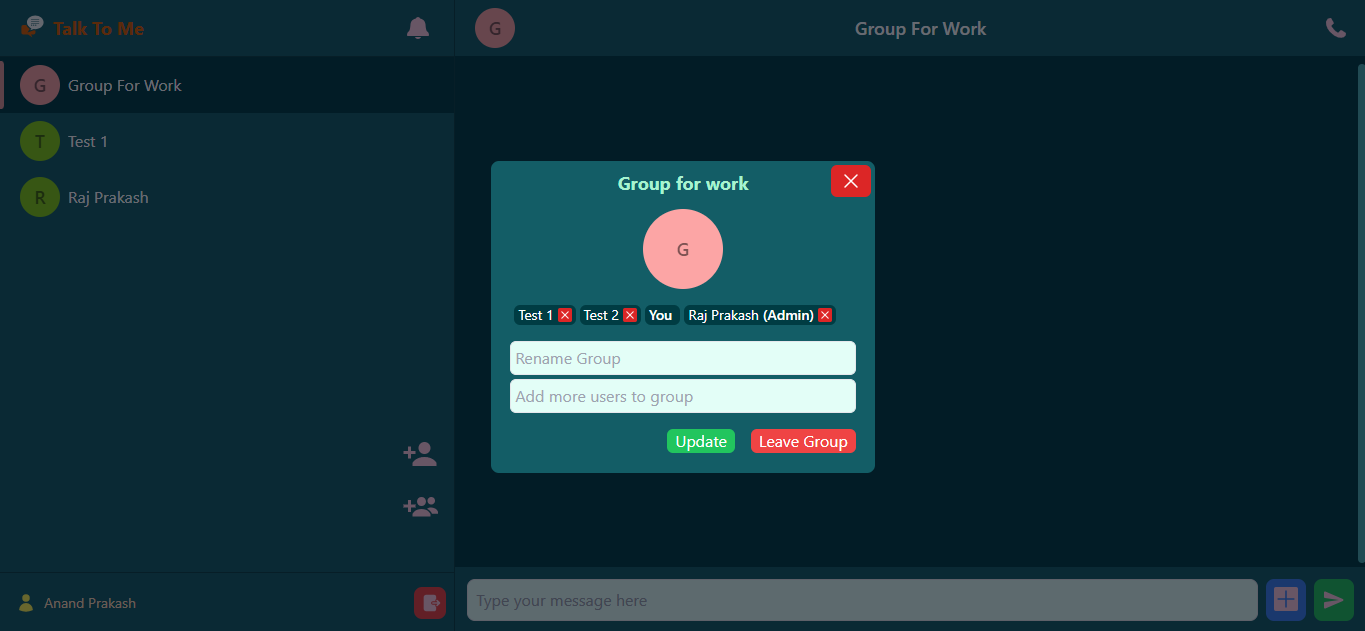 Talk To Me
G
Group For Work
G Group For Work
T Test 1
R Raj Prakash
Group for work
G
Test 1 Test 2 You Raj Prakash (Admin)
Rename Group
Add more users to group
Update Leave Group
Anand Prakash
Type your message here